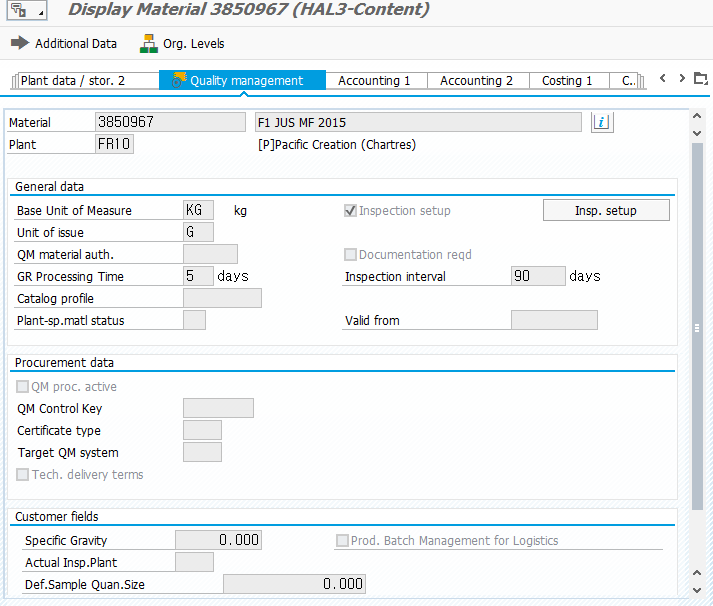 Display Material 3850967 (HAL3-Content)
Additional Data Org. Levels
Plant data / stor. 2 Quality management Accounting 1 Accounting 2 Costing 1 C..
Material 3850967 F1 JUS MF 2015
Plant FR10 [P]Pacific Creation (Chartres)
General data
Base Unit of Measure KG kg Inspection setup Insp. setup
Unit of issue G
QM material auth. Documentation reqd
GR Processing Time 5 days Inspection interval 90 days
Catalog profile
Plant-sp.matl status Valid from
Procurement data
QM proc. active
QM Control Key
Certificate type
Target QM system
Tech. delivery terms
Customer fields
Specific Gravity 0.000 Prod. Batch Management for Logistics
Actual Insp.Plant
Def.Sample Quan.Size 0.000